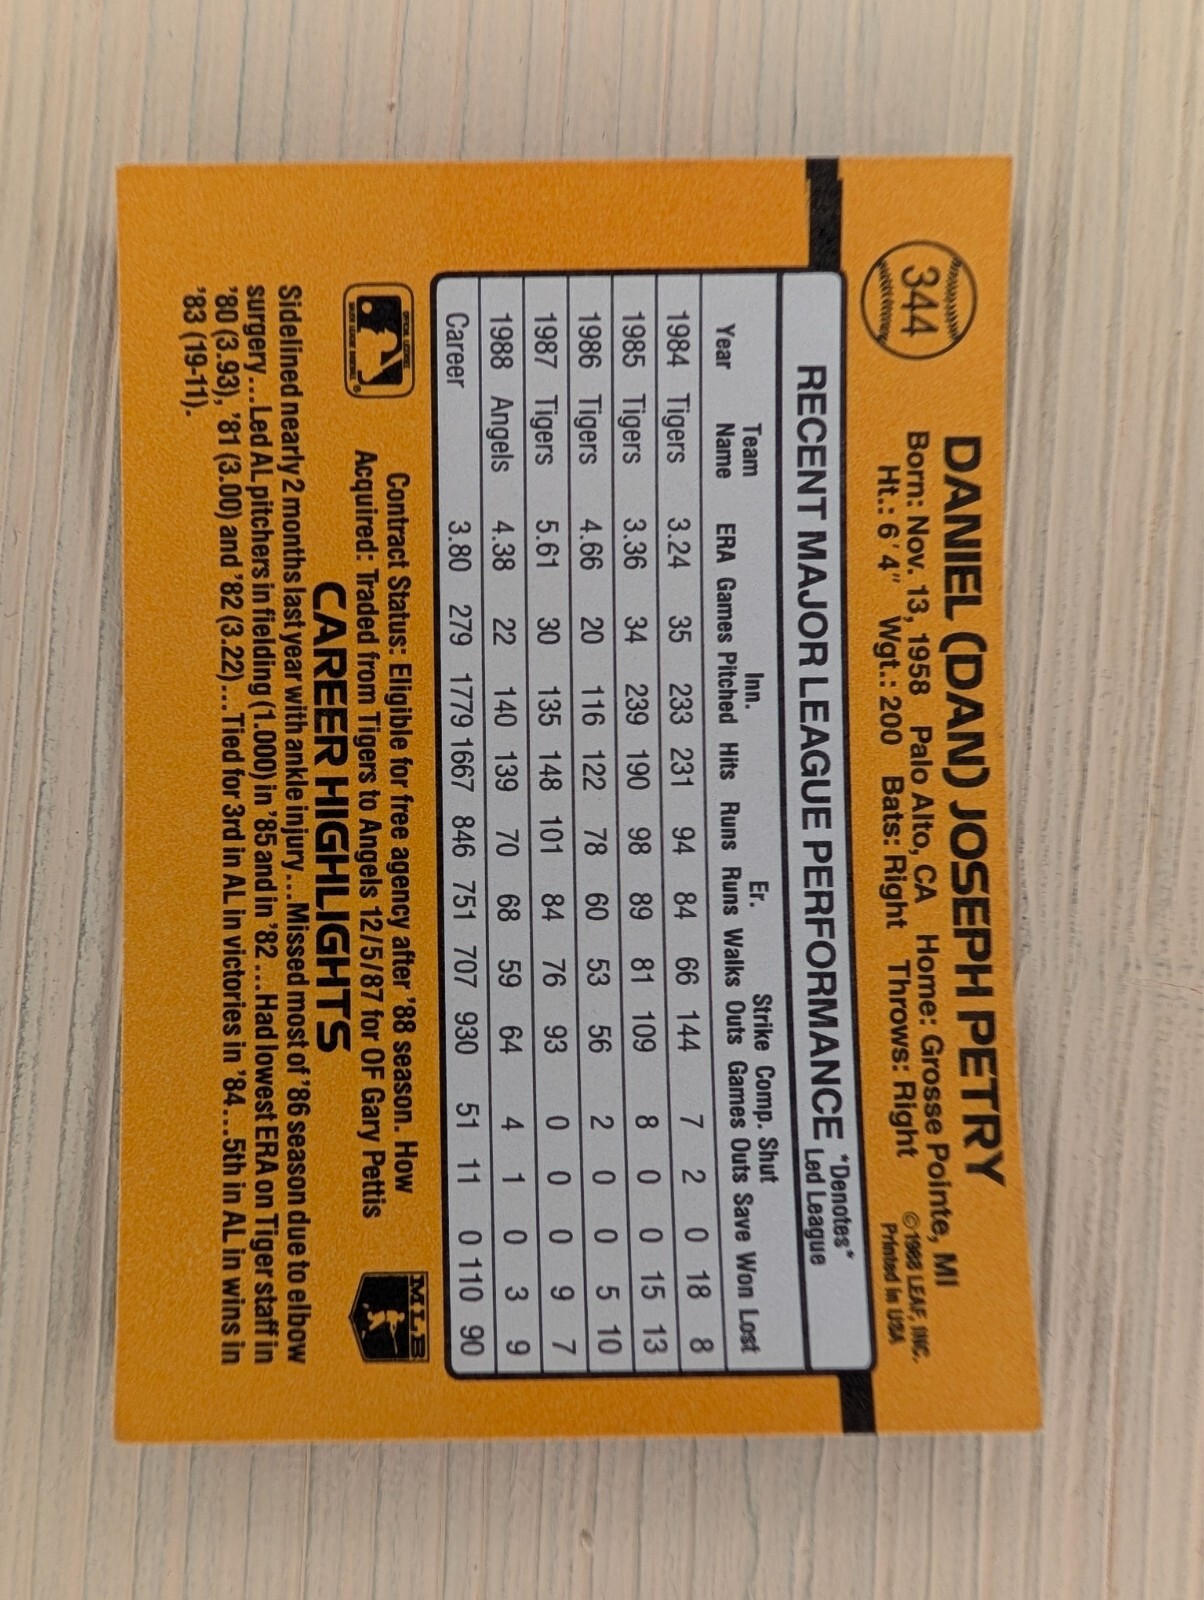 344
DANIEL (DAN) JOSEPH PETRY
Born: Nov. 13, 1958 Palo Alto, CA Home: Grosse Pointe, MI
Ht.: 6' 4" Wgt.: 200 Bats: Right Throws: Right
©1988 LEAF, INC.
Printed in USA
RECENT MAJOR LEAGUE PERFORMANCE *Denotes* Led League
Year Team Name ERA Games Inn. Pitched Hits Runs Er. Runs Walks Strike Outs Comp. Games Shut Outs Save Won Lost
1984 Tigers 3.24 35 233 231 94 84 66 144 7 2 0 18 8
1985 Tigers 3.36 34 239 190 98 89 81 109 8 0 0 15 13
1986 Tigers 4.66 20 116 122 78 60 53 56 2 0 0 5 10
1987 Tigers 5.61 30 135 148 101 84 76 93 0 0 0 9 7
1988 Angels 4.38 22 140 139 70 68 59 64 4 1 0 3 9
Career 3.80 279 1779 1667 846 751 707 930 51 11 0 110 90
Contract Status: Eligible for free agency after '88 season. How
Acquired: Traded from Tigers to Angels 12/5/87 for OF Gary Pettis
MLB
CAREER HIGHLIGHTS
Sidelined nearly 2 months last year with ankle injury...Missed most of '86 season due to elbow
surgery...Led AL pitchers in fielding (1.000) in '85 and in '82 ...Had lowest ERA on Tiger staff in
'80 (3.93), '81 (3.00) and '82 (3.22)...Tied for 3rd in AL in victories in '84...5th in AL in wins in
'83 (19-11).